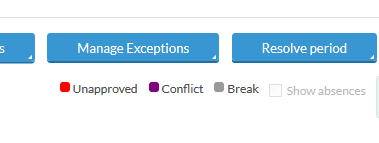 s Manage Exceptions Resolve period
Unapproved Conflict Break Show absences